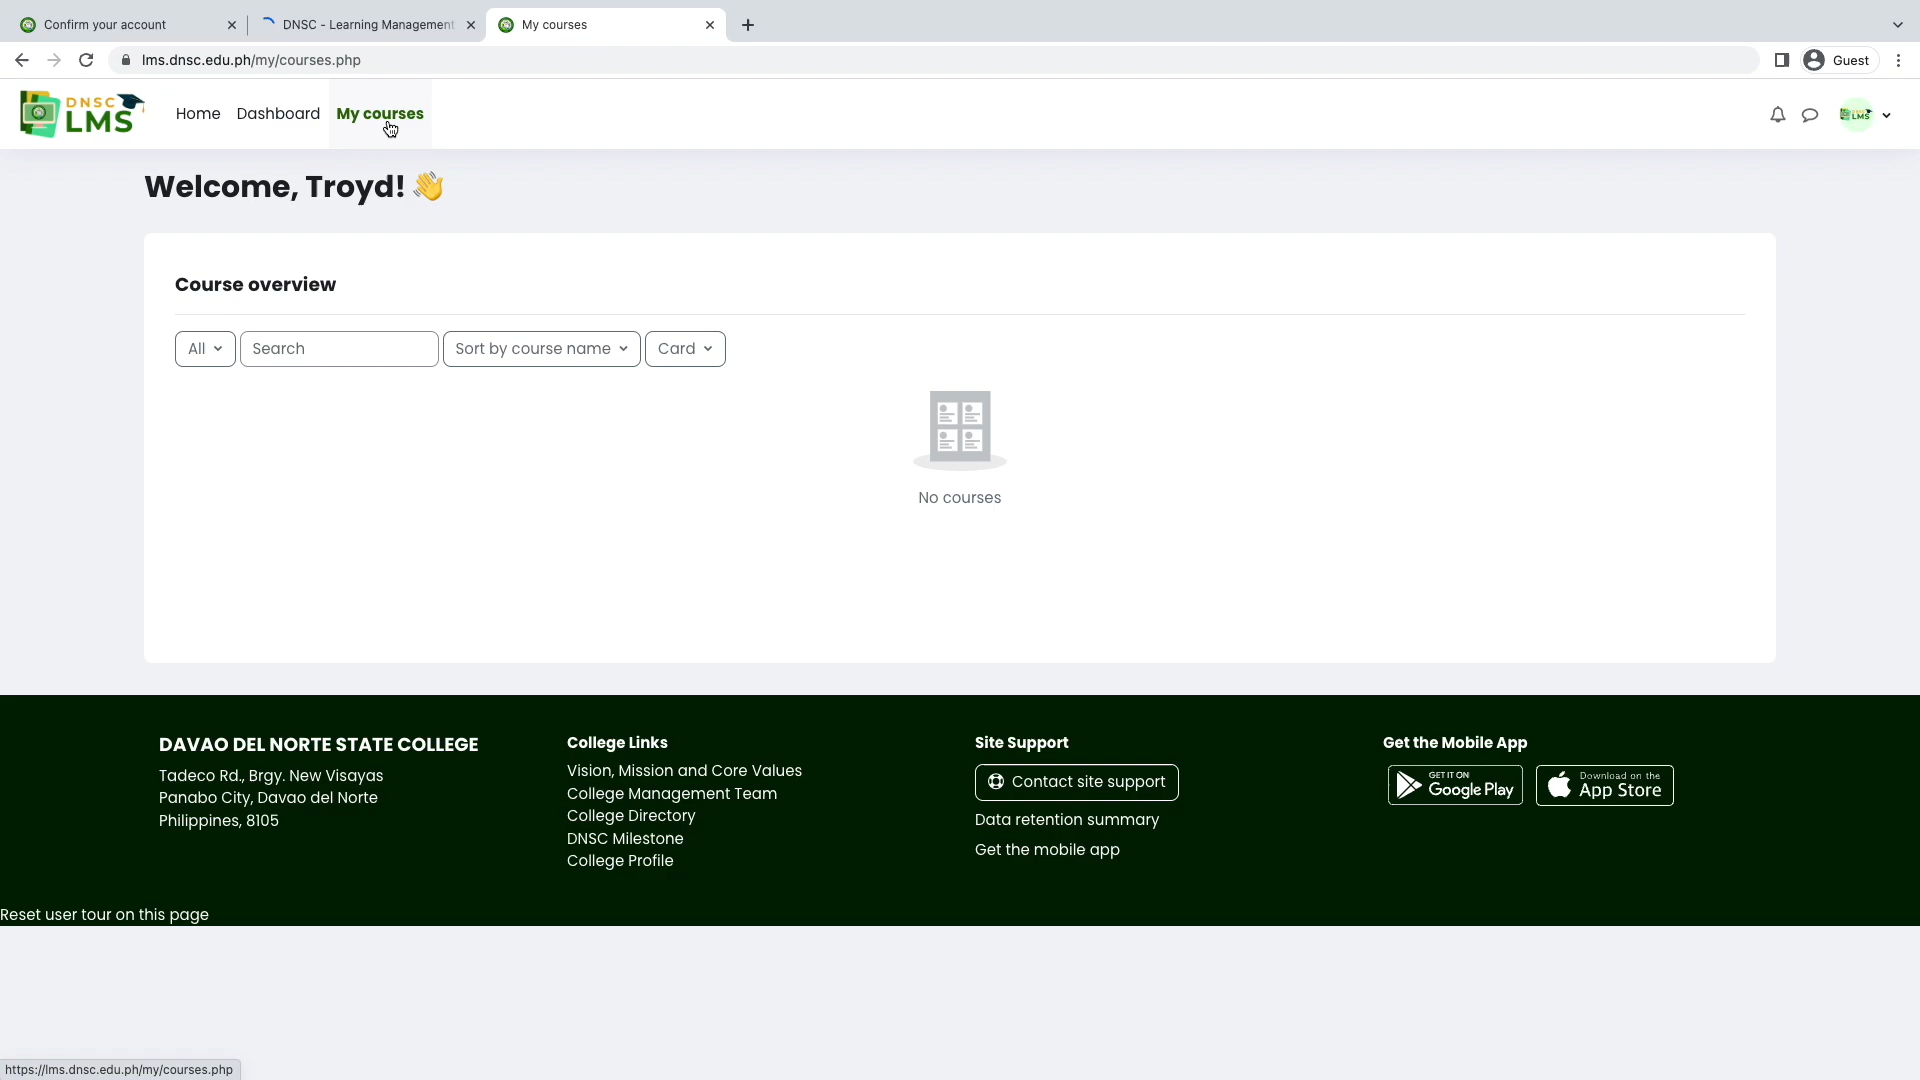 Confirm your account
DNSC - Learning Management
My courses
lms.dnsc.edu.ph/my/courses.php
Guest
DNSC
LMS
Home
Dashboard
My courses
LMS
Welcome, Troyd! 👋
Course overview
All
Search
Sort by course name
Card
No courses
DAVAO DEL NORTE STATE COLLEGE
Tadeco Rd., Brgy. New Visayas
Panabo City, Davao del Norte
Philippines, 8105
College Links
Vision, Mission and Core Values
College Management Team
College Directory
DNSC Milestone
College Profile
Site Support
Contact site support
Data retention summary
Get the mobile app
Get the Mobile App
GET IT ON
Google Play
Download on the
App Store
Reset user tour on this page
https://lms.dnsc.edu.ph/my/courses.php